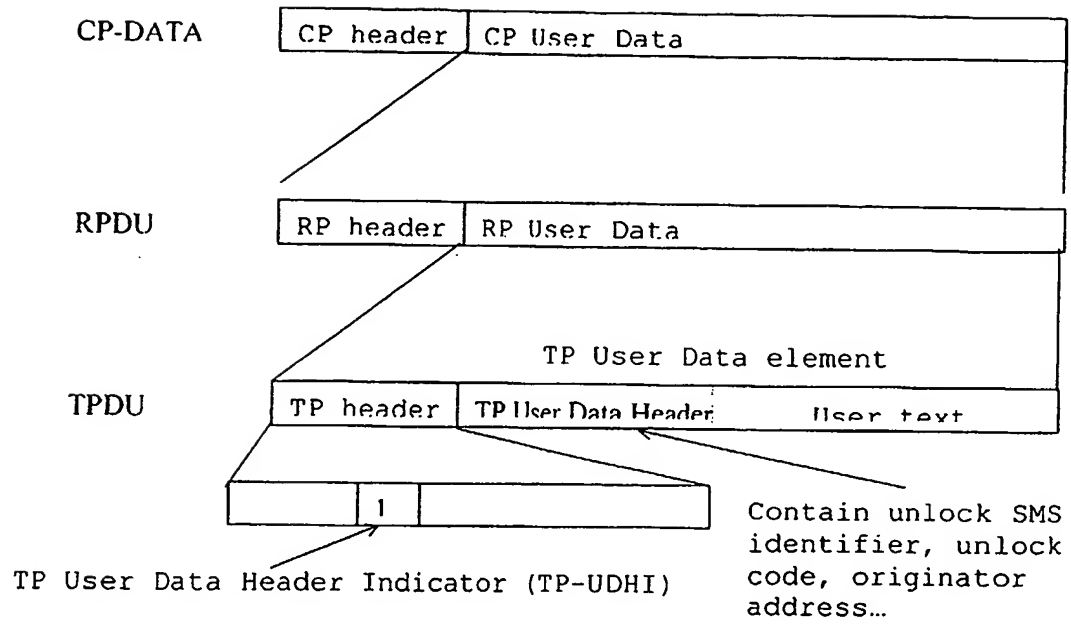 CP-DATA
CP header
CP User Data
RPDU
RP header
RP User Data
TP User Data element
TPDU
TP header
TP User Data Header
User text
1
Contain unlock SMS
identifier, unlock
code, originator
address…
TP User Data Header Indicator (TP-UDHI)